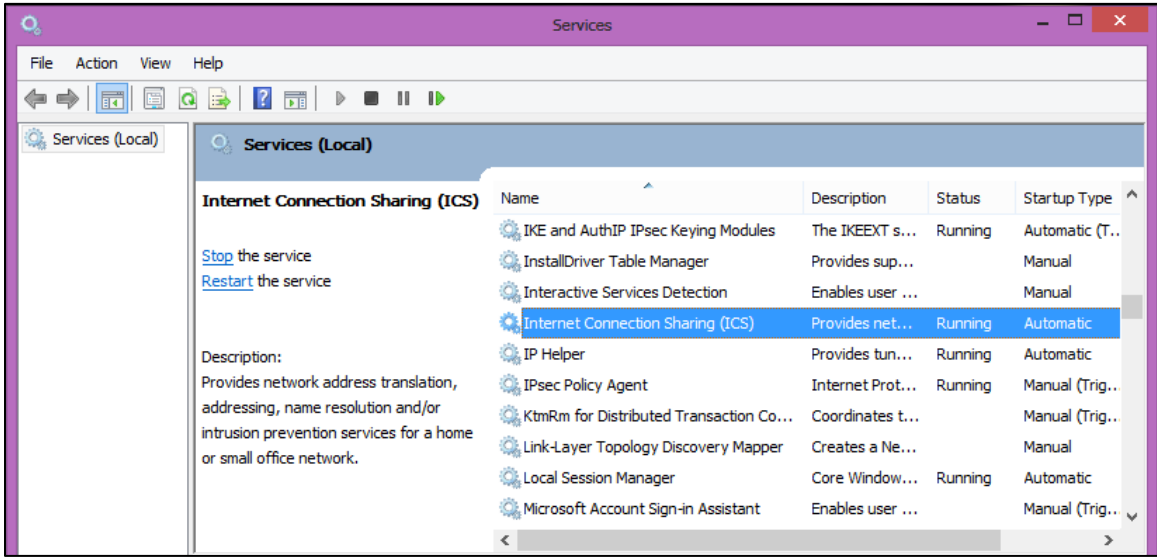 Services
File Action View Help
Services (Local)
Services (Local)
Internet Connection Sharing (ICS)
Stop the service
Restart the service
Description:
Provides network address translation,
addressing, name resolution and/or
intrusion prevention services for a home
or small office network.
Name Description Status Startup Type
IKE and AuthIP IPsec Keying Modules The IKEEXT s... Running Automatic (T...
InstallDriver Table Manager Provides sup... Manual
Interactive Services Detection Enables user ... Manual
Internet Connection Sharing (ICS) Provides net... Running Automatic
IP Helper Provides tun... Running Automatic
IPsec Policy Agent Internet Prot... Running Manual (Trig...
KtmRm for Distributed Transaction Co... Coordinates t... Manual (Trig...
Link-Layer Topology Discovery Mapper Creates a Ne... Manual
Local Session Manager Core Window... Running Automatic
Microsoft Account Sign-in Assistant Enables user ... Manual (Trig...